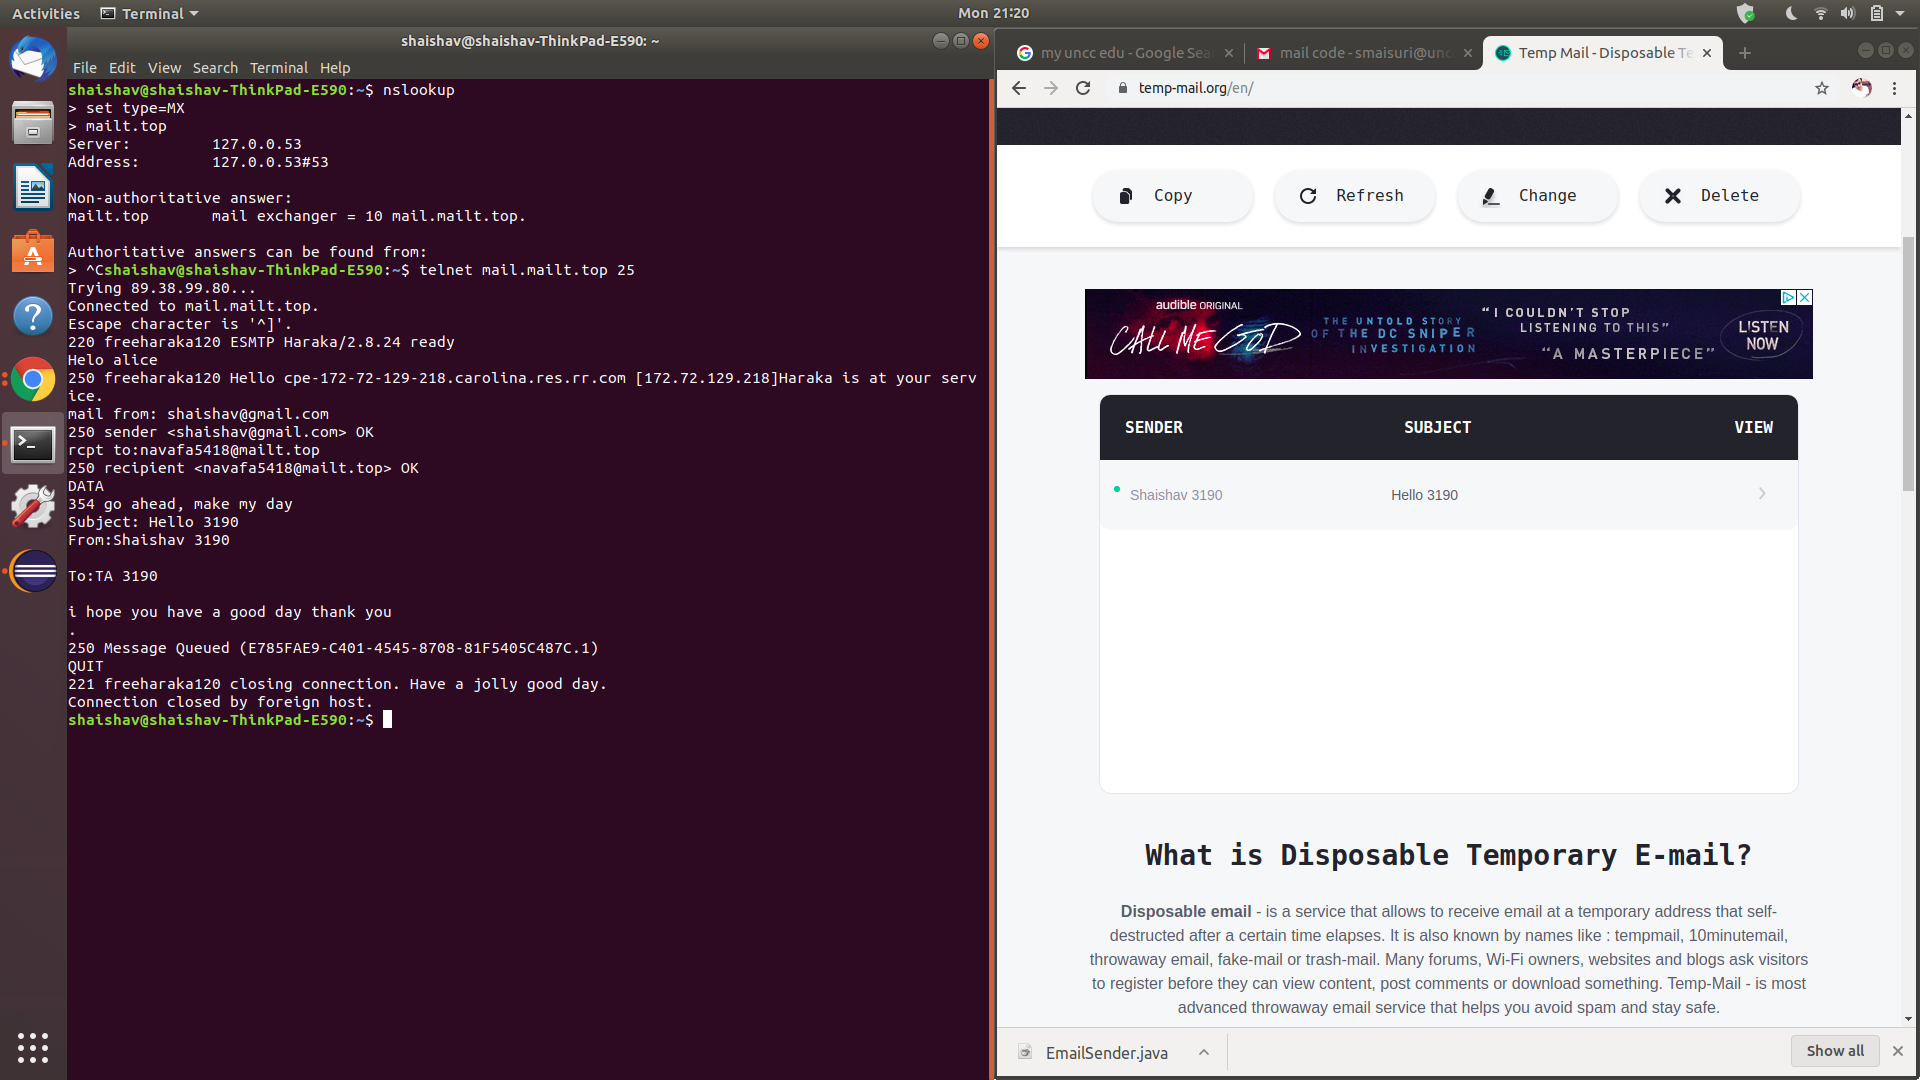 Activities
Terminal
Mon 21:20
shaishav@shaishav-ThinkPad-E590: ~
File Edit View Search Terminal Help
shaishav@shaishav-ThinkPad-E590:~$ nslookup
> set type=MX
> mailt.top
Server: 127.0.0.53
Address: 127.0.0.53#53
Non-authoritative answer:
mailt.top mail exchanger = 10 mail.mailt.top.
Authoritative answers can be found from:
> ^Cshaishav@shaishav-ThinkPad-E590:~$ telnet mail.mailt.top 25
Trying 89.38.99.80...
Connected to mail.mailt.top.
Escape character is '^]'.
220 freeharaka120 ESMTP Haraka/2.8.24 ready
Helo alice
250 freeharaka120 Hello cpe-172-72-129-218.carolina.res.rr.com [172.72.129.218]Haraka is at your serv
ice.
mail from: shaishav@gmail.com
250 sender <shaishav@gmail.com> OK
rcpt to:navafa5418@mailt.top
250 recipient <navafa5418@mailt.top> OK
DATA
354 go ahead, make my day
Subject: Hello 3190
From:Shaishav 3190
To:TA 3190
i hope you have a good day thank you
.
250 Message Queued (E785FAE9-C401-4545-8708-81F5405C487C.1)
QUIT
221 freeharaka120 closing connection. Have a jolly good day.
Connection closed by foreign host.
shaishav@shaishav-ThinkPad-E590:~$
my uncc edu - Google Sea
mail code - smaisuri@unc
Temp Mail - Disposable Te
temp-mail.org/en/
Copy
Refresh
Change
Delete
audible ORIGINAL
CALL ME GOD
THE UNTOLD STORY
OF THE DC SNIPER
INVESTIGATION
"I COULDN'T STOP
LISTENING TO THIS"
"A MASTERPIECE"
LISTEN
NOW
SENDER SUBJECT VIEW
Shaishav 3190 Hello 3190
What is Disposable Temporary E-mail?
Disposable email - is a service that allows to receive email at a temporary address that self-
destructed after a certain time elapses. It is also known by names like : tempmail, 10minutemail,
throwaway email, fake-mail or trash-mail. Many forums, Wi-Fi owners, websites and blogs ask visitors
to register before they can view content, post comments or download something. Temp-Mail - is most
advanced throwaway email service that helps you avoid spam and stay safe.
EmailSender.java
Show all